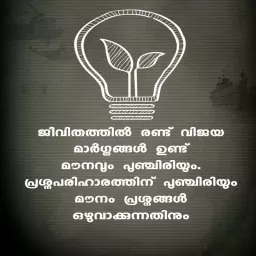 ജീവിതത്തിൽ രണ്ട് വിജയ
മാർഗ്ഗങ്ങൾ ഉണ്ട്
മൗനവും പുഞ്ചിരിയും.
പ്രശ്നപരിഹാരത്തിന് പുഞ്ചിരിയും
മൗനം പ്രശ്നങ്ങൾ
ഒഴുവാക്കുന്നതിനും